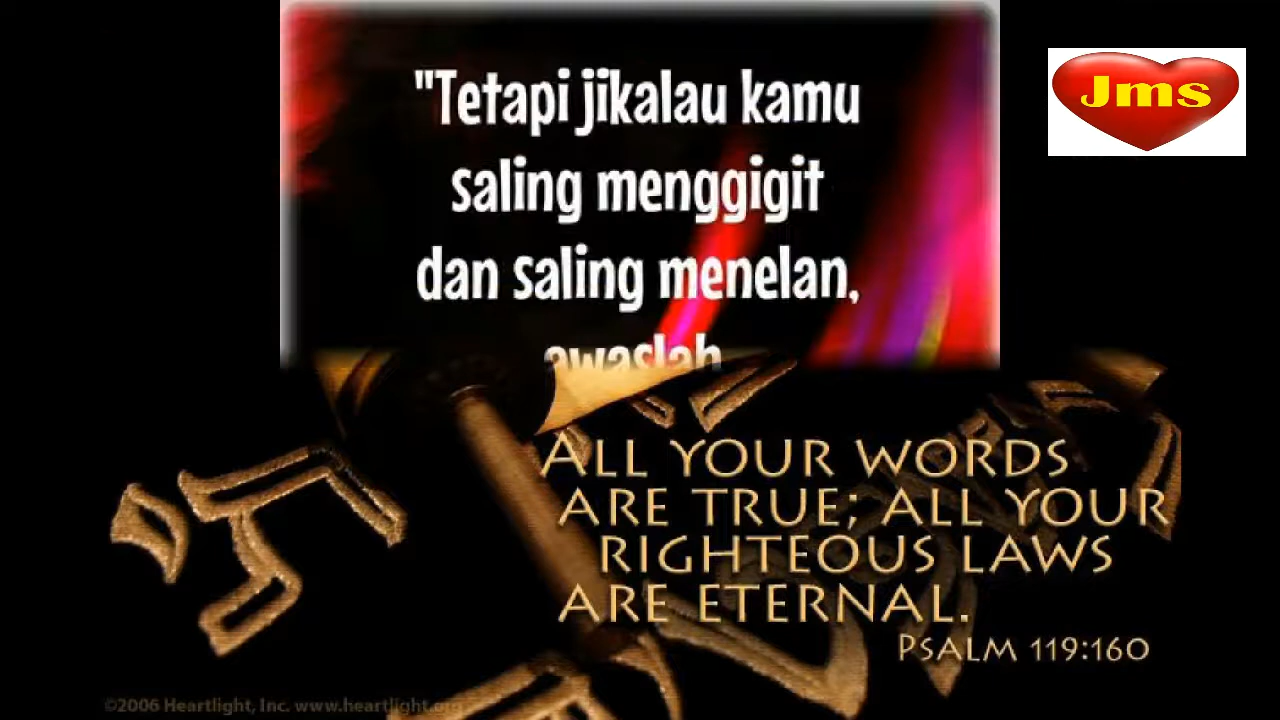 "Tetapi jikalau kamu
saling menggigit
dan saling menelan,
awaslah
Jms
ALL YOUR WORDS
ARE TRUE; ALL YOUR
RIGHTEOUS LAWS
ARE ETERNAL.
PSALM 119:160
©2006 Heartlight, Inc. www.heartlight.org